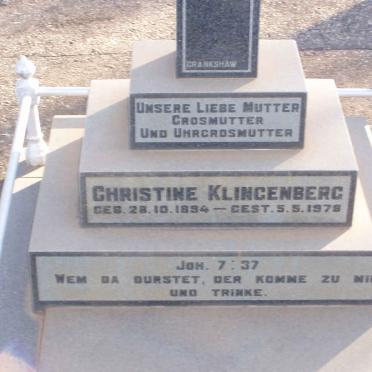 CRANKSHAW
UNSERE LIEBE MUTTER
GROSMUTTER
UND UHRGROSMUTTER
CHRISTINE KLINGENBERG
GEB. 28.10.1894 — GEST. 5.5.1978
JOH. 7:37
WEM DA DURSTET, DER KOMME ZU MI
UND TRINKE.